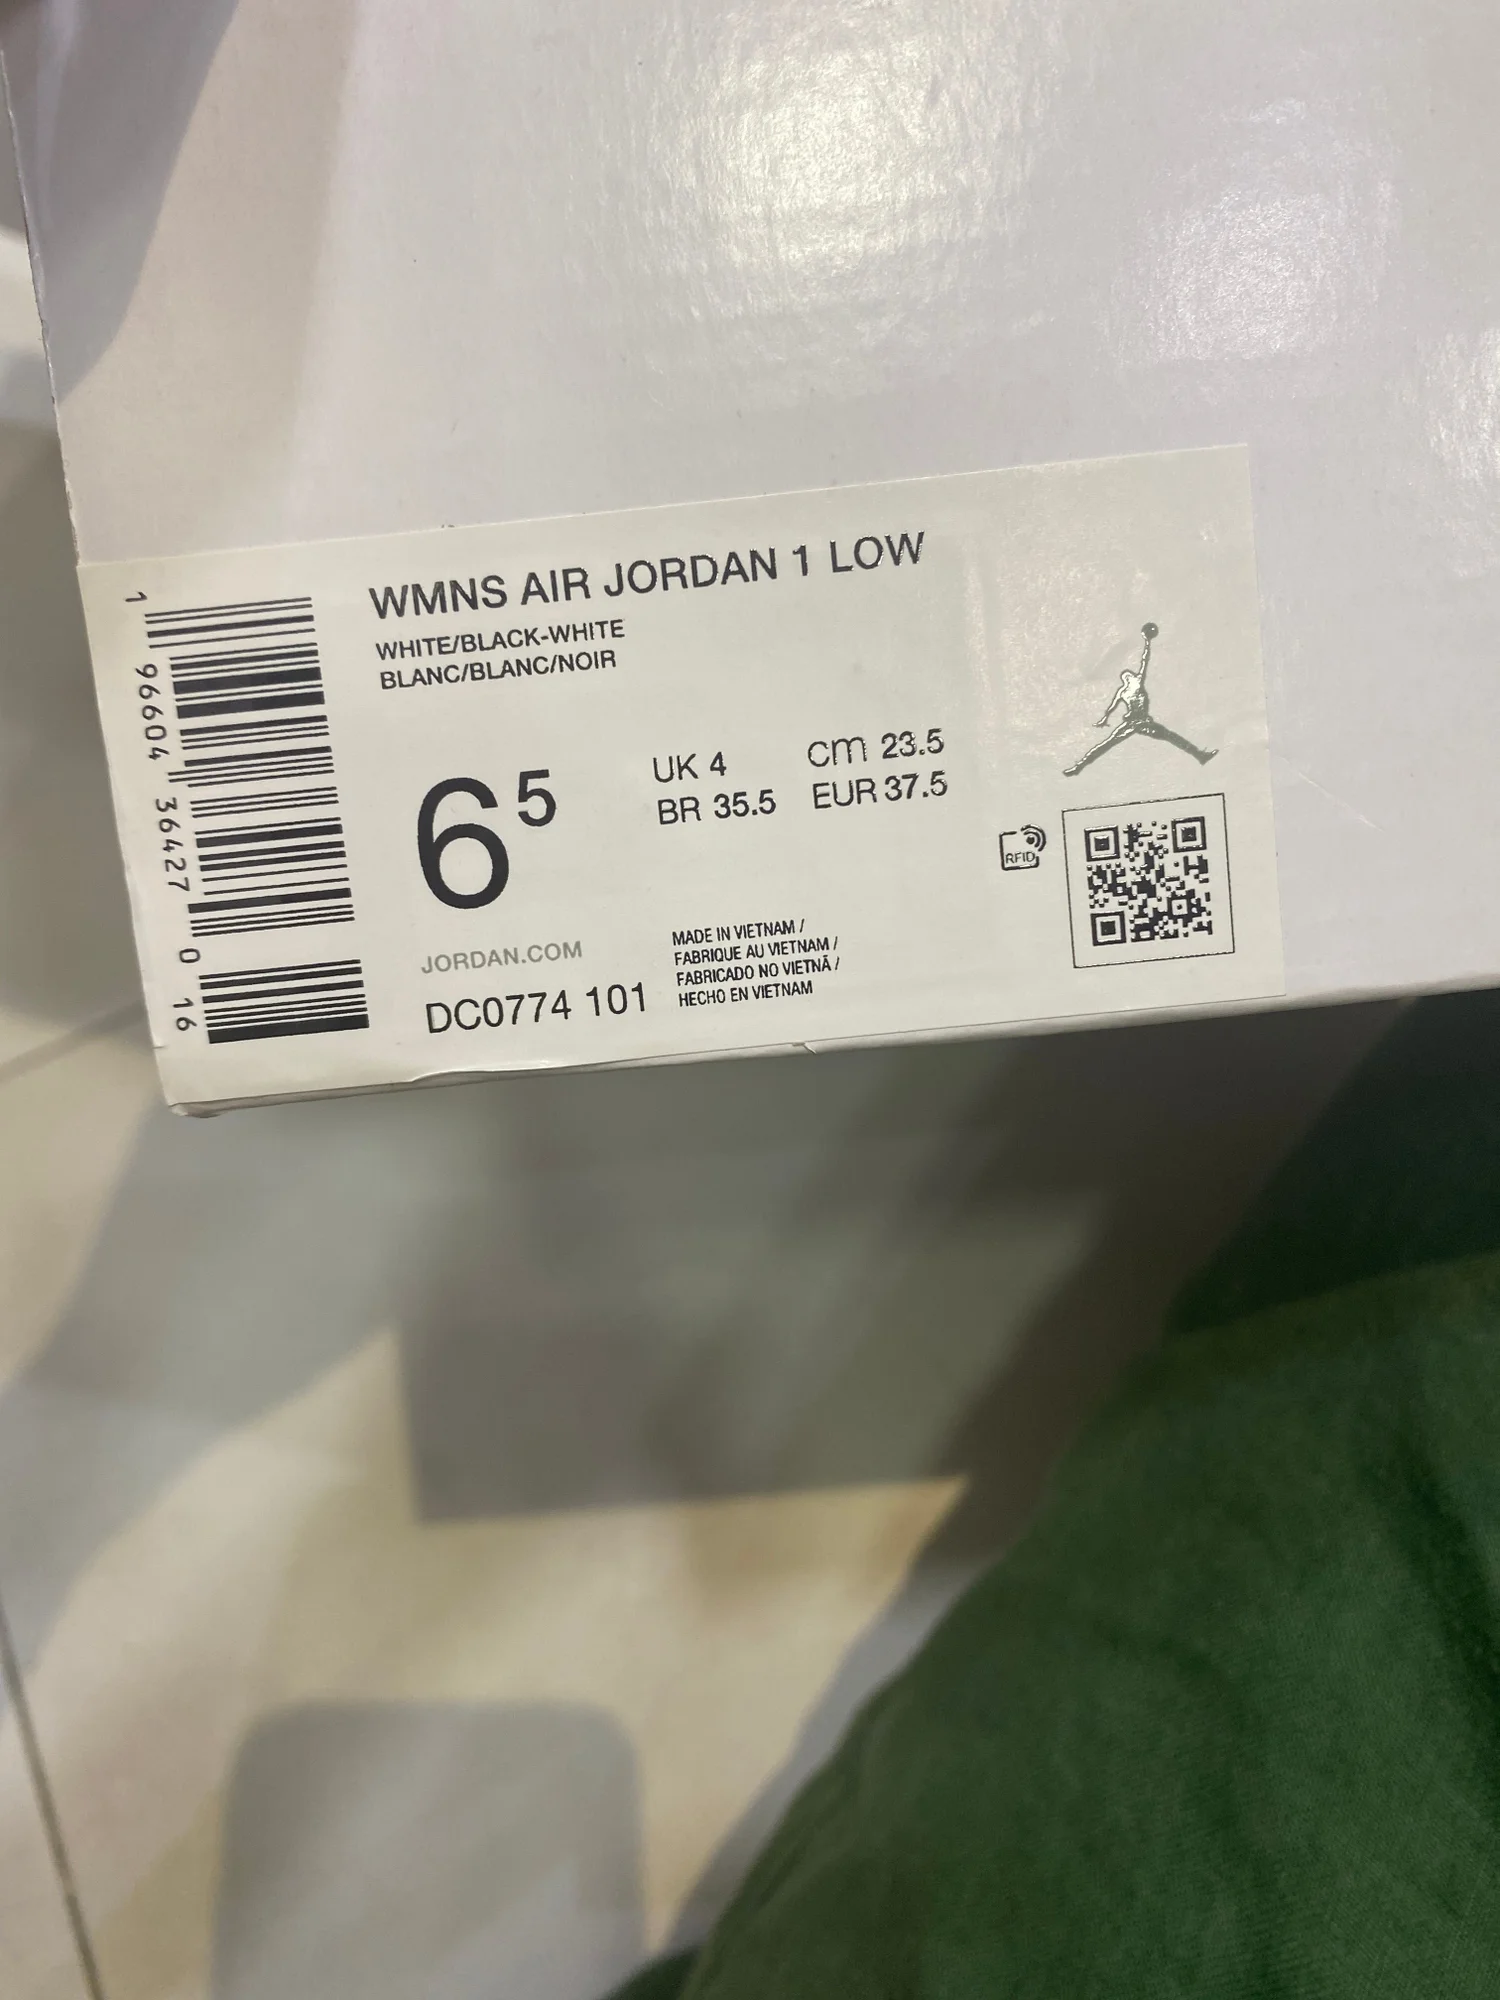 WMNS AIR JORDAN 1 LOW
WHITE/BLACK-WHITE
BLANC/BLANC/NOIR
6 5
UK 4 CM 23.5
BR 35.5 EUR 37.5
RFID
JORDAN.COM
DC0774 101
MADE IN VIETNAM /
FABRIQUE AU VIETNAM /
FABRICADO NO VIETNÃ /
HECHO EN VIETNAM
1 96604 36427 0 16